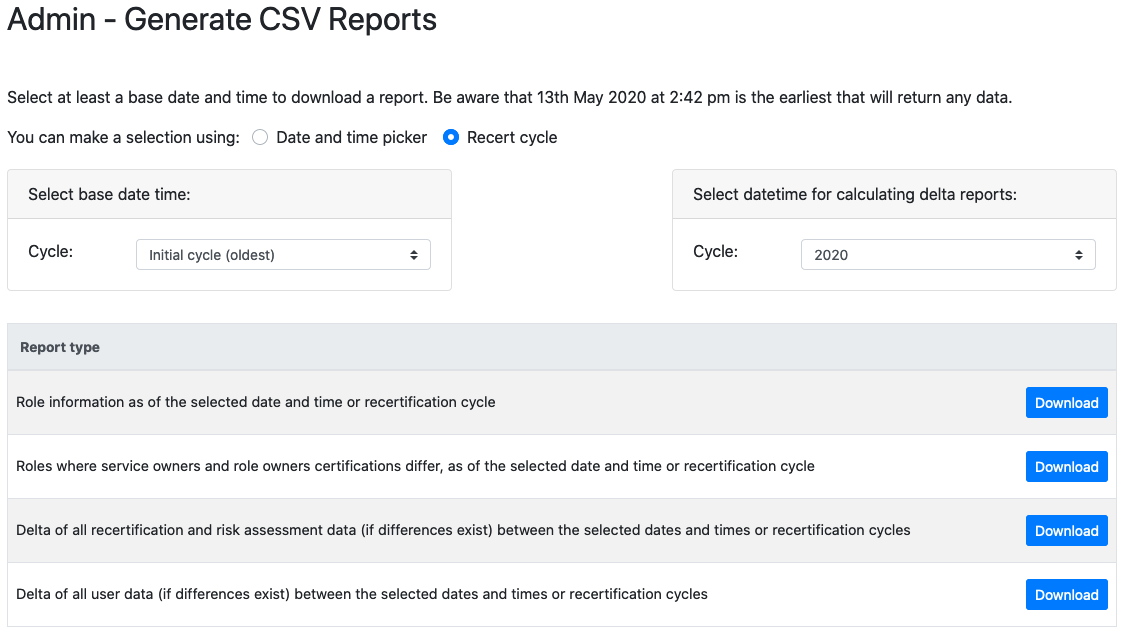 Admin - Generate CSV Reports
Select at least a base date and time to download a report. Be aware that 13th May 2020 at 2:42 pm is the earliest that will return any data.
You can make a selection using: Date and time picker Recert cycle
Select base date time:
Cycle: Initial cycle (oldest)
Select datetime for calculating delta reports:
Cycle: 2020
Report type
Role information as of the selected date and time or recertification cycle Download
Roles where service owners and role owners certifications differ, as of the selected date and time or recertification cycle Download
Delta of all recertification and risk assessment data (if differences exist) between the selected dates and times or recertification cycles Download
Delta of all user data (if differences exist) between the selected dates and times or recertification cycles Download